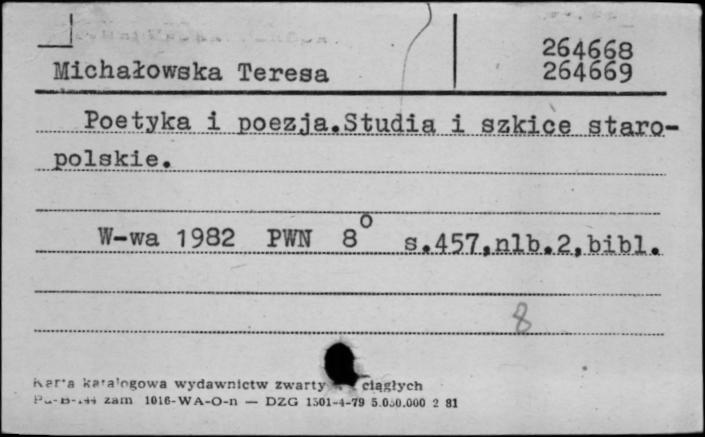 264668
Michałowska Teresa 264669
Poetyka i poezja.Studia i szkice staro-
polskie.
W-wa 1982 PWN 8o s.457,nlb.2,bibl.
8
Karta katalogowa wydawnictw zwarty ciągłych
zam 1016-WA-O-n — DZG 1501-4-79 5.000.000 2 81